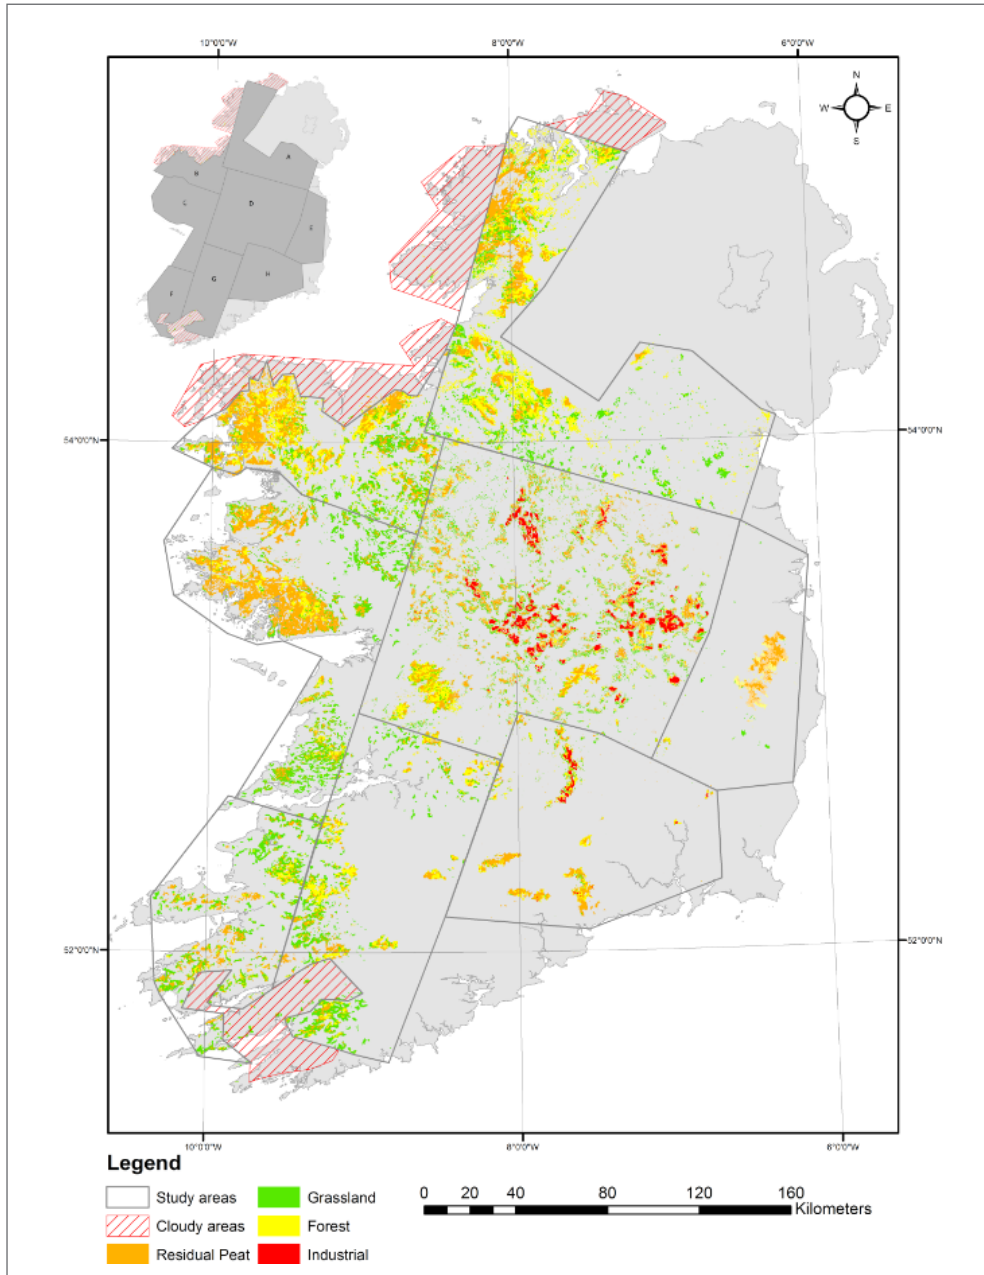 10°0'0"W 8°0'0"W 6°0'0"W
N
W E
S
A
B
C
D
E
F
G
H
54°0'0"N 54°0'0"N
52°0'0"N 52°0'0"N
10°0'0"W 8°0'0"W 6°0'0"W
Legend
Study areas Grassland
Cloudy areas Forest
Residual Peat Industrial
0 20 40 80 120 160
Kilometers